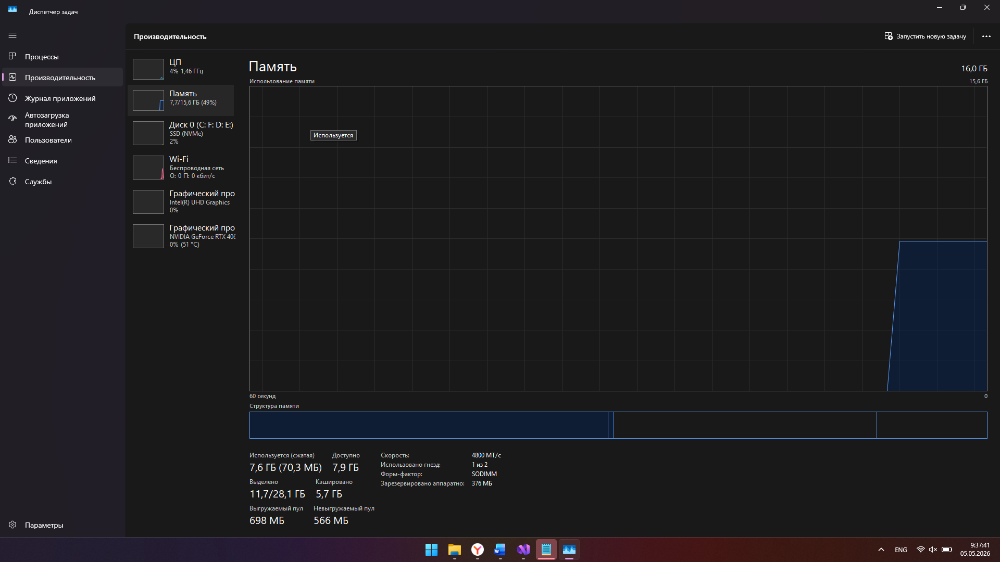 Диспетчер задач
Процессы
Производительность
Журнал приложений
Автозагрузка
приложений
Пользователи
Сведения
Службы
Параметры
Производительность
Запустить новую задачу
ЦП
4% 1,46 ГГц
Память
7,7/15,6 ГБ (49%)
Диск 0 (C: F: D: E:)
SSD (NVMe)
2%
Wi-Fi
Беспроводная сеть
О: 0 П: 0 кбит/с
Графический про
Intel(R) UHD Graphics
0%
Графический про
NVIDIA GeForce RTX 406
0% (51 °C)
Память
16,0 ГБ
Использование памяти
15,6 ГБ
Используется
60 секунд
0
Структура памяти
Используется (сжатая)
Доступно
7,6 ГБ (70,3 МБ)
7,9 ГБ
Выделено
Кэшировано
11,7/28,1 ГБ
5,7 ГБ
Выгружаемый пул
Невыгружаемый пул
698 МБ
566 МБ
Скорость:
4800 МТ/с
Использовано гнезд:
1 из 2
Форм-фактор:
SODIMM
Зарезервировано аппаратно:
376 МБ
ENG
9:37:41
05.05.2026